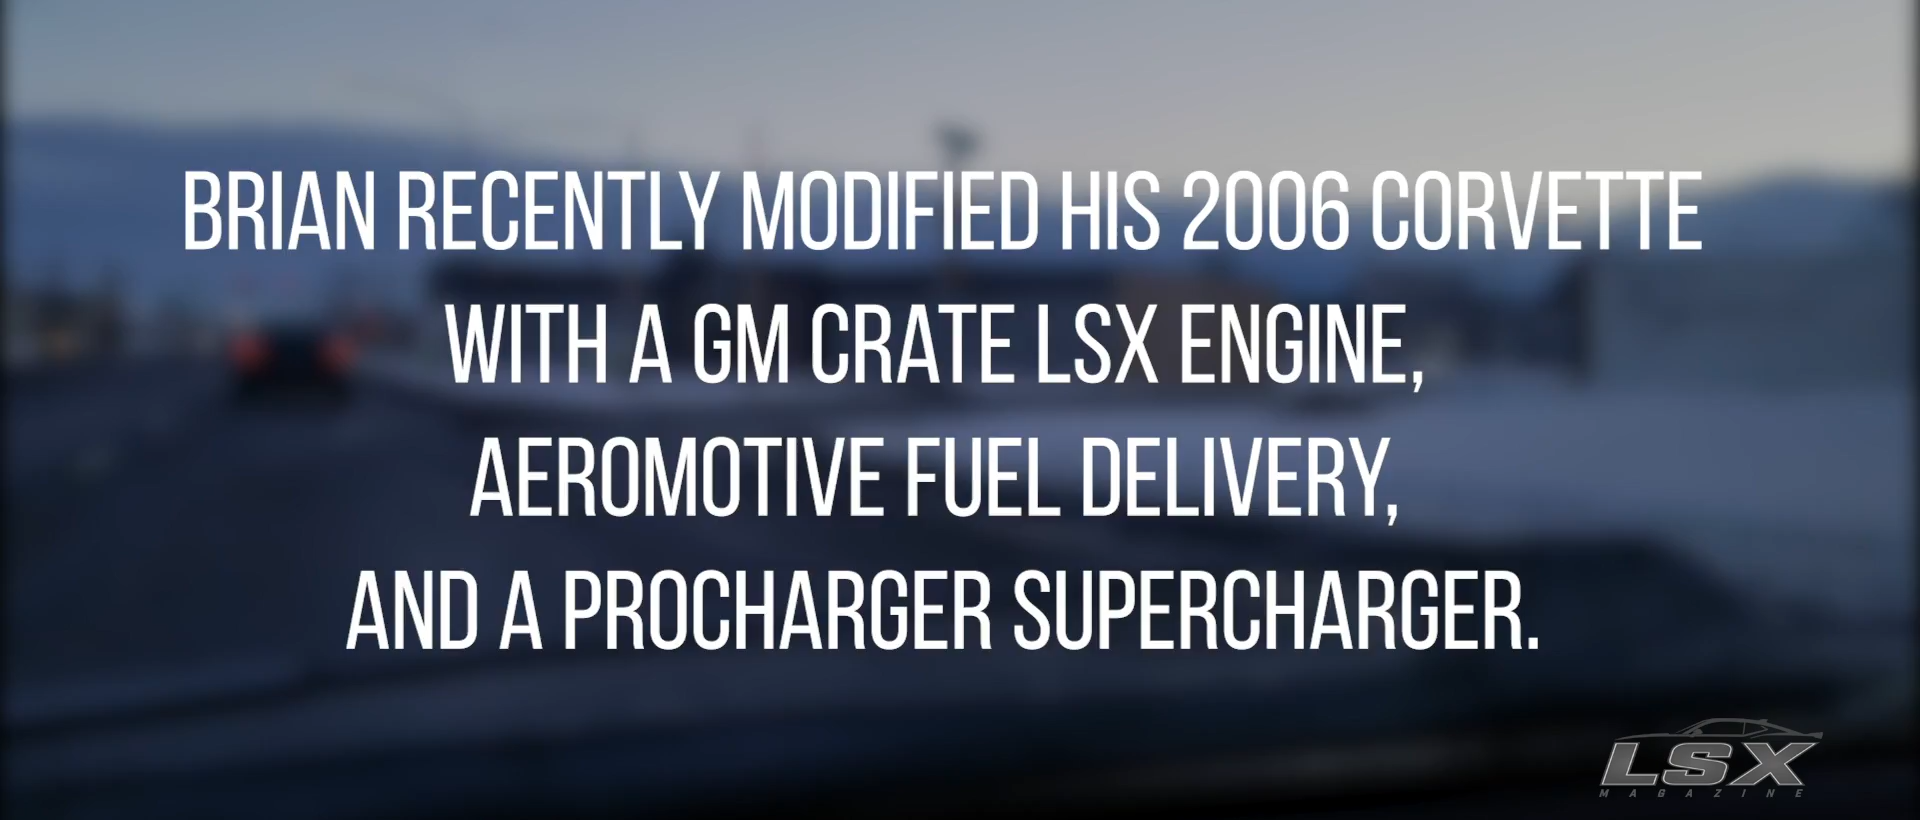 BRIAN RECENTLY MODIFIED HIS 2006 CORVETTE
WITH A GM CRATE LSX ENGINE,
AEROMOTIVE FUEL DELIVERY,
AND A PROCHARGER SUPERCHARGER.
LSX
MAGAZINE